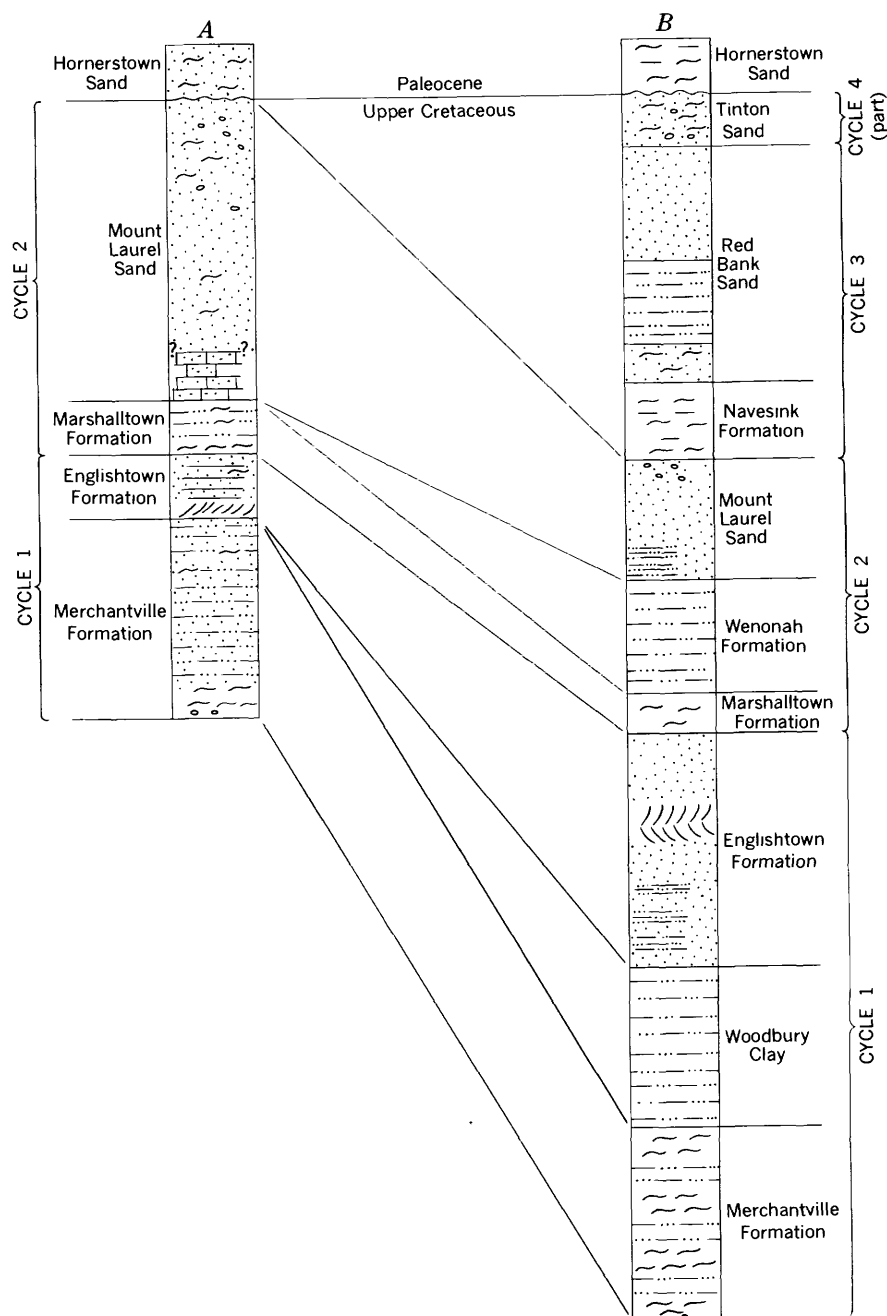 A
B
Hornerstown
Sand
Paleocene
Upper Cretaceous
CYCLE 2
Mount
Laurel
Sand
?
?
Marshalltown
Formation
Englishtown
Formation
CYCLE 1
Merchantville
Formation
Hornerstown
Sand
Tinton
Sand
CYCLE 4
(part)
Red
Bank
Sand
CYCLE 3
Navesink
Formation
Mount
Laurel
Sand
CYCLE 2
Wenonah
Formation
Marshalltown
Formation
Englishtown
Formation
CYCLE 1
Woodbury
Clay
Merchantville
Formation